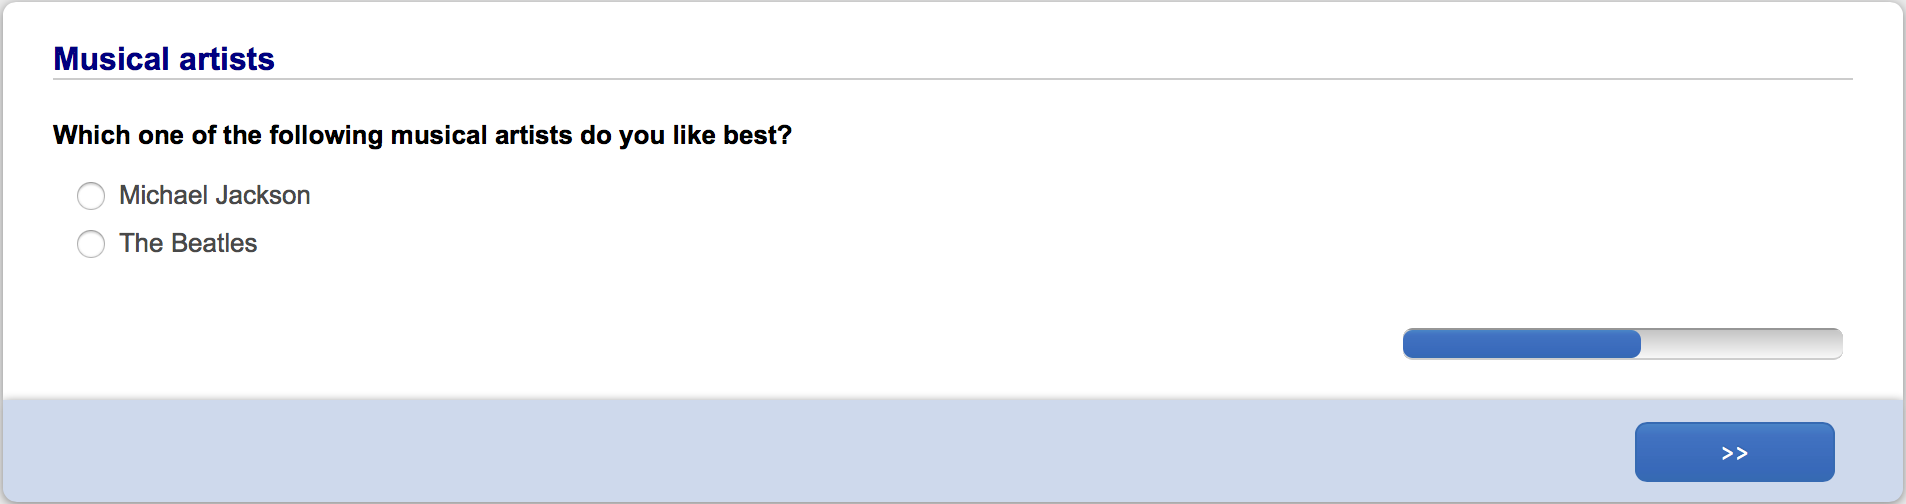 Musical artists
Which one of the following musical artists do you like best?
Michael Jackson
The Beatles
>>